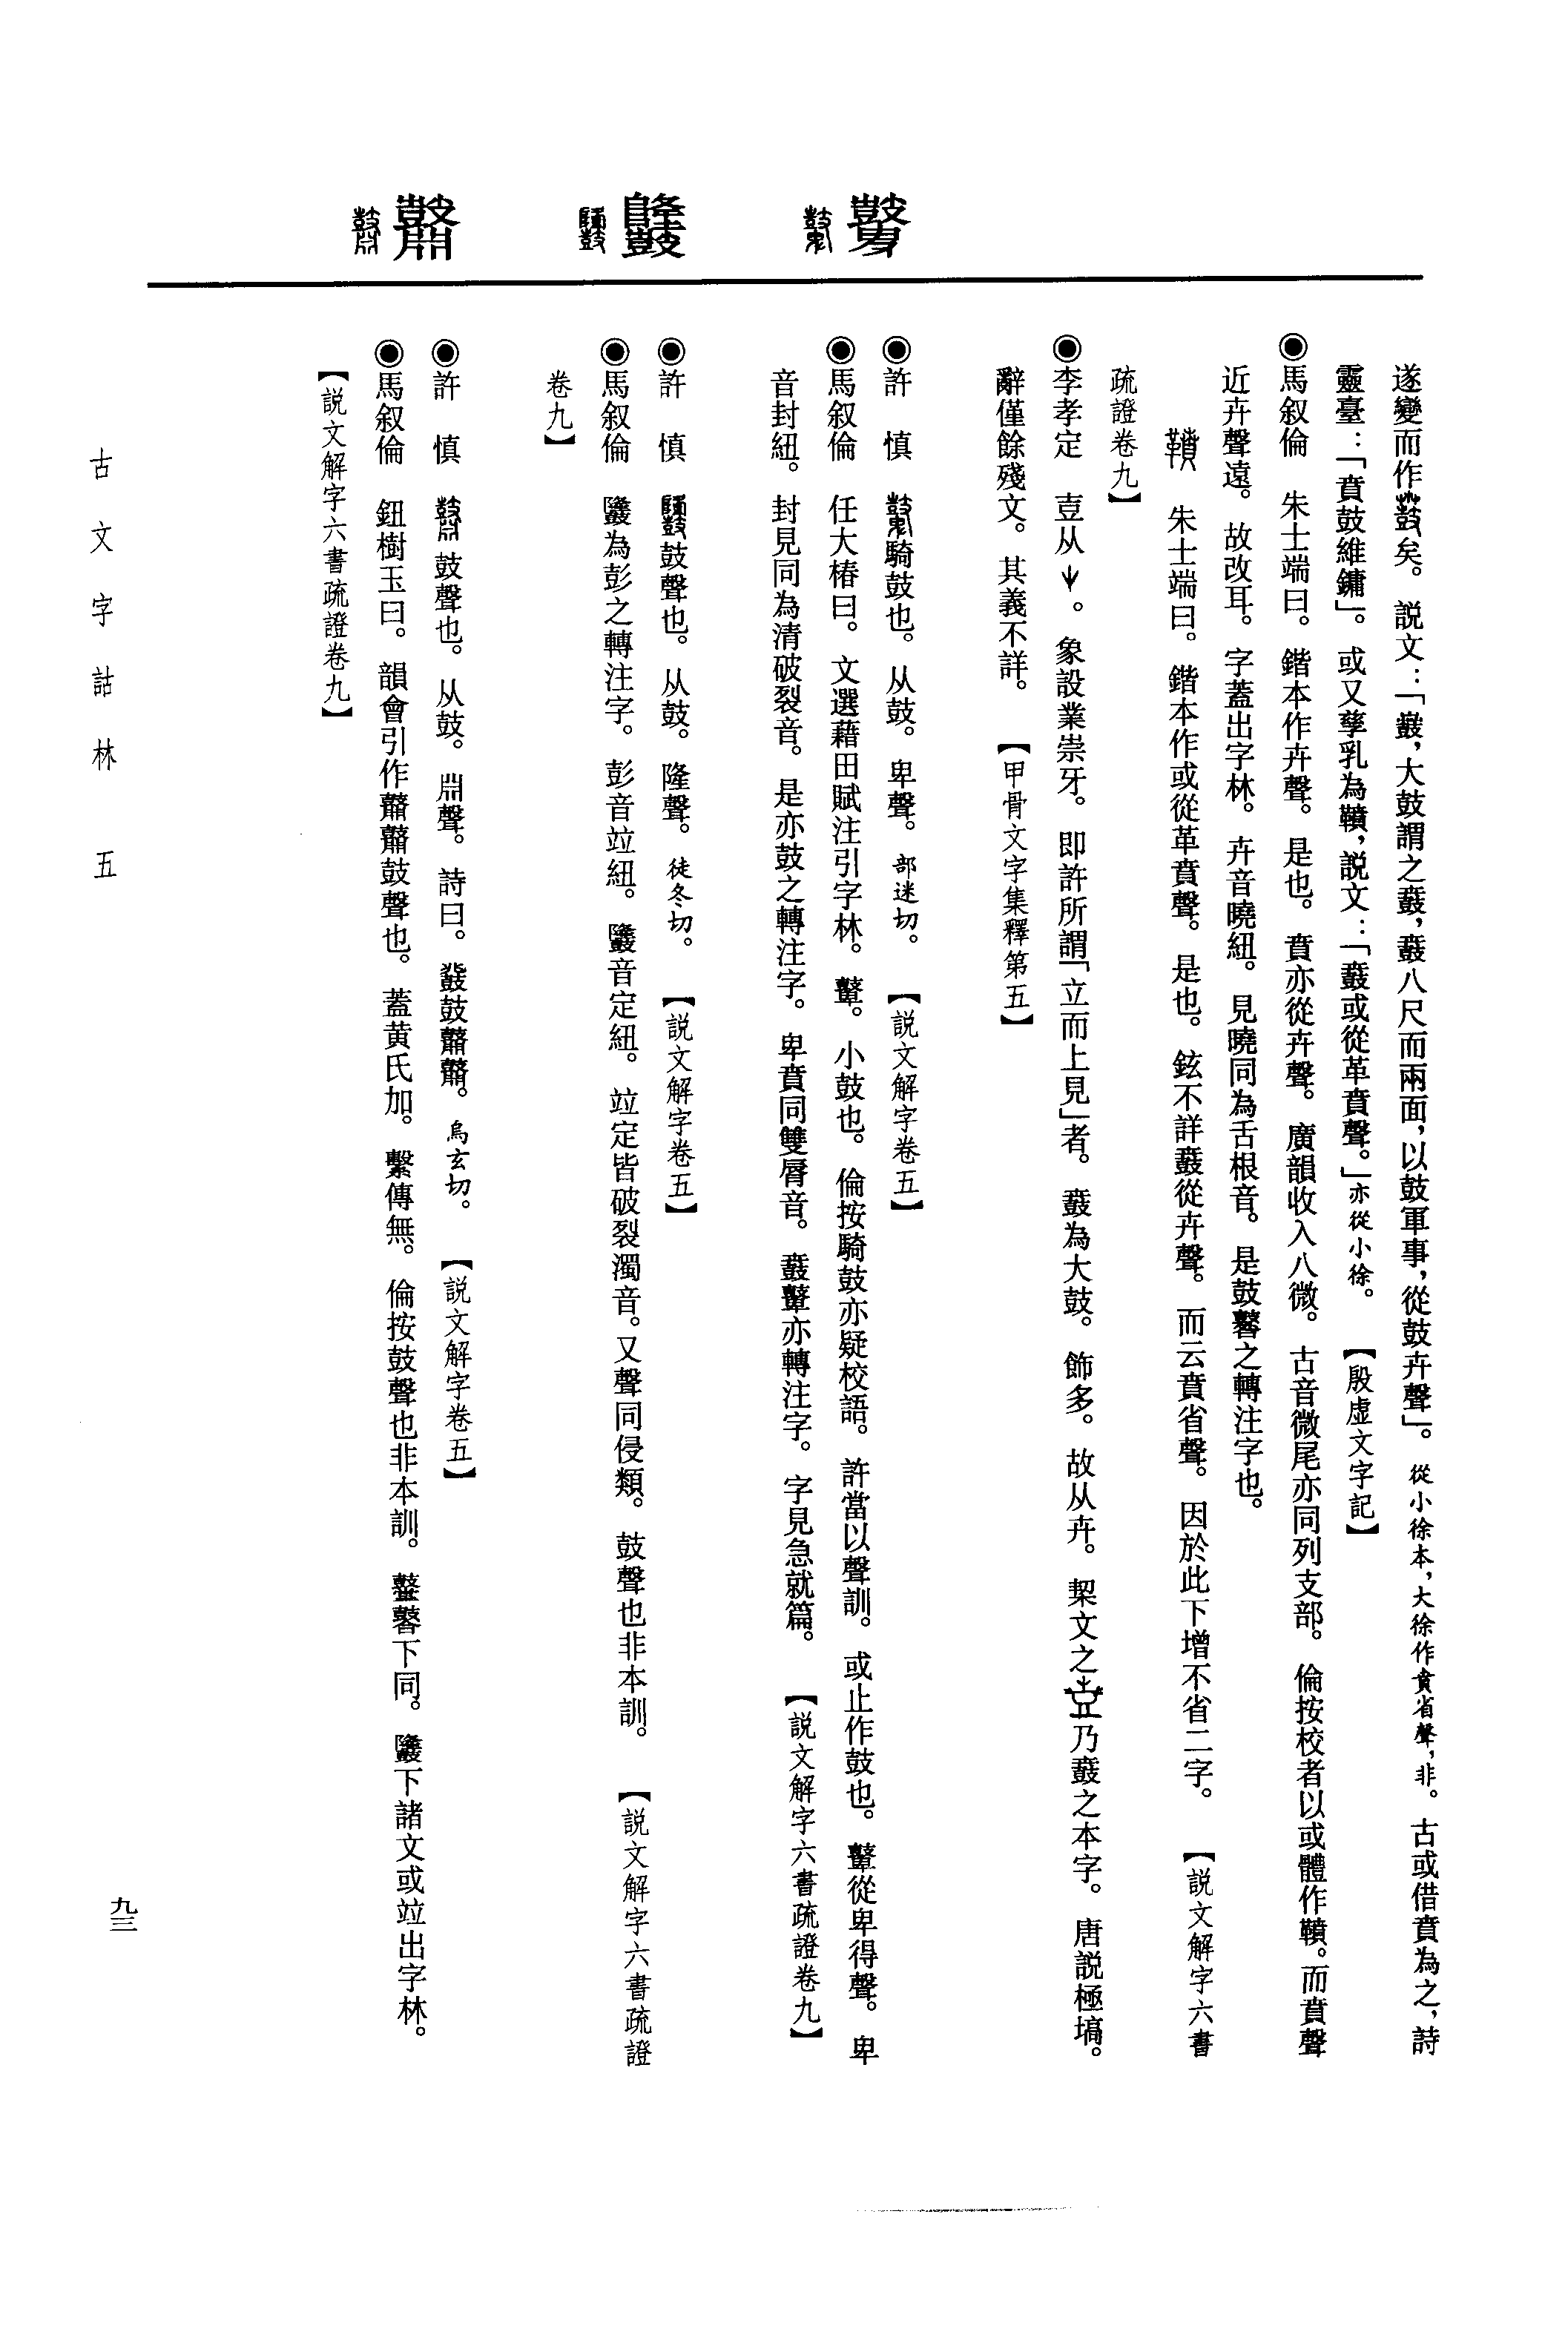 鼙
鼟
鼘
遂變而作矣。説文：「鼖，大鼓謂之鼖，鼖八尺而兩面，以鼓軍事，從鼓卉聲」。從小徐本，大徐作賁省聲，非。古或借賁為之，詩
靈臺：「賁鼓維鏞」。或又孳乳為鞼，説文：「鼖或從革賁聲。」亦從小徐。【殷虛文字記】
◉馬叙倫　朱士端曰。鍇本作卉聲。是也。賁亦從卉聲。廣韻收入八微。古音微尾亦同列支部。倫按校者以或體作䩿。而賁聲
近卉聲遠。故改耳。字蓋出字林。卉音曉紐。見曉同為舌根音。是鼓鼛之轉注字也。
朱士端曰。鍇本作或從革賁聲。是也。鉉不詳鼖從卉聲。而云賁省聲。因於此下增不省二字。【説文解字六書
疏證卷九】
◉李孝定　壴从。象設業崇牙。即許所謂「立而上見」者。鼖為大鼓。飾多。故从卉。栔文之乃鼖之本字。唐説極塙。
辭僅餘殘文。其義不詳。【甲骨文字集釋第五】
◉許　慎　騎鼓也。从鼓。卑聲。部迷切。【説文解字卷五】
◉馬叙倫　任大椿曰。文選藉田賦注引字林。鼙。小鼓也。倫按騎鼓亦疑校語。許當以聲訓。或止作鼓也。鼙從卑得聲。卑
音封紐。封見同為清破裂音。是亦鼓之轉注字。卑賁同雙脣音。鼖鼙亦轉注字。字見急就篇。【説文解字六書疏證卷九】
◉許　慎　鼓聲也。从鼓。隆聲。徒冬切。【説文解字卷五】
◉馬叙倫　為彭之轉注字。彭音竝紐。音定紐。竝定皆破裂濁音。又聲同侵類。鼓聲也非本訓。【説文解字六書疏證
卷九】
◉許　慎　鼓聲也。从鼓。𣶒聲。詩曰。鼗鼓鼘鼘。烏玄切。【説文解字卷五】
◉馬叙倫　鈕樹玉曰。韻會引作鼘鼘鼓聲也。蓋黄氏加。繫傳無。倫按鼓聲也非本訓。鼞鼛下同。下諸文或竝出字林。
【説文解字六書疏證卷九】
古文字詁林　五
九三